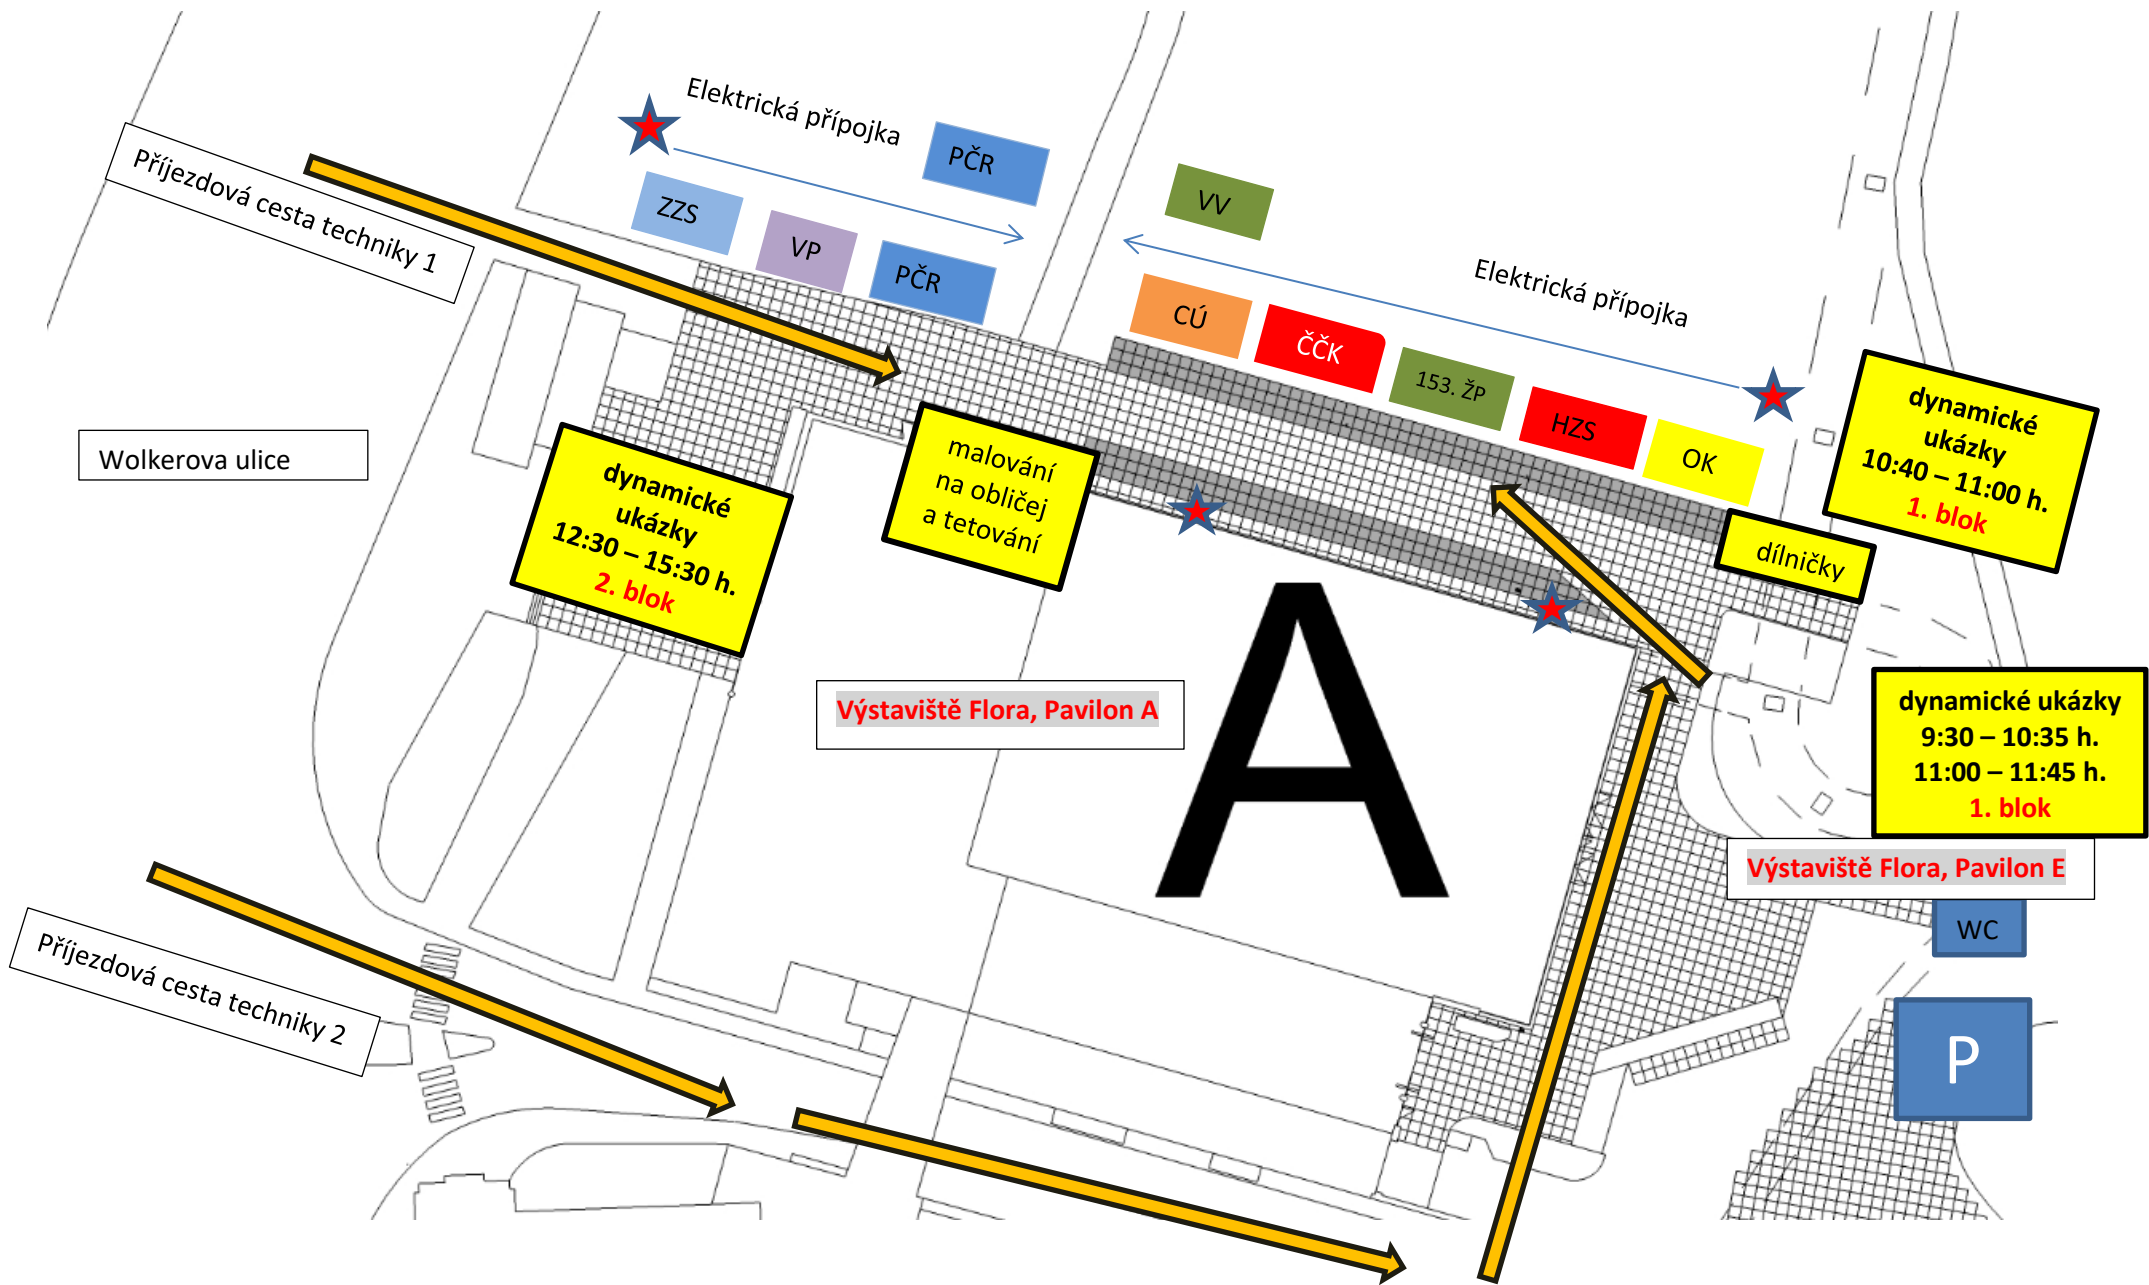 Elektrická přípojka
PČR
Příjezdová cesta techniky 1
ZZS
VP
PČR
VV
Elektrická přípojka
CÚ
ČČK
153. ŽP
HZS
OK
dynamické
ukázky
10:40 – 11:00 h.
1. blok
Wolkerova ulice
dynamické
ukázky
12:30 – 15:30 h.
2. blok
malování
na obličej
a tetování
dílničky
A
Výstaviště Flora, Pavilon A
dynamické ukázky
9:30 – 10:35 h.
11:00 – 11:45 h.
1. blok
Výstaviště Flora, Pavilon E
WC
Příjezdová cesta techniky 2
P